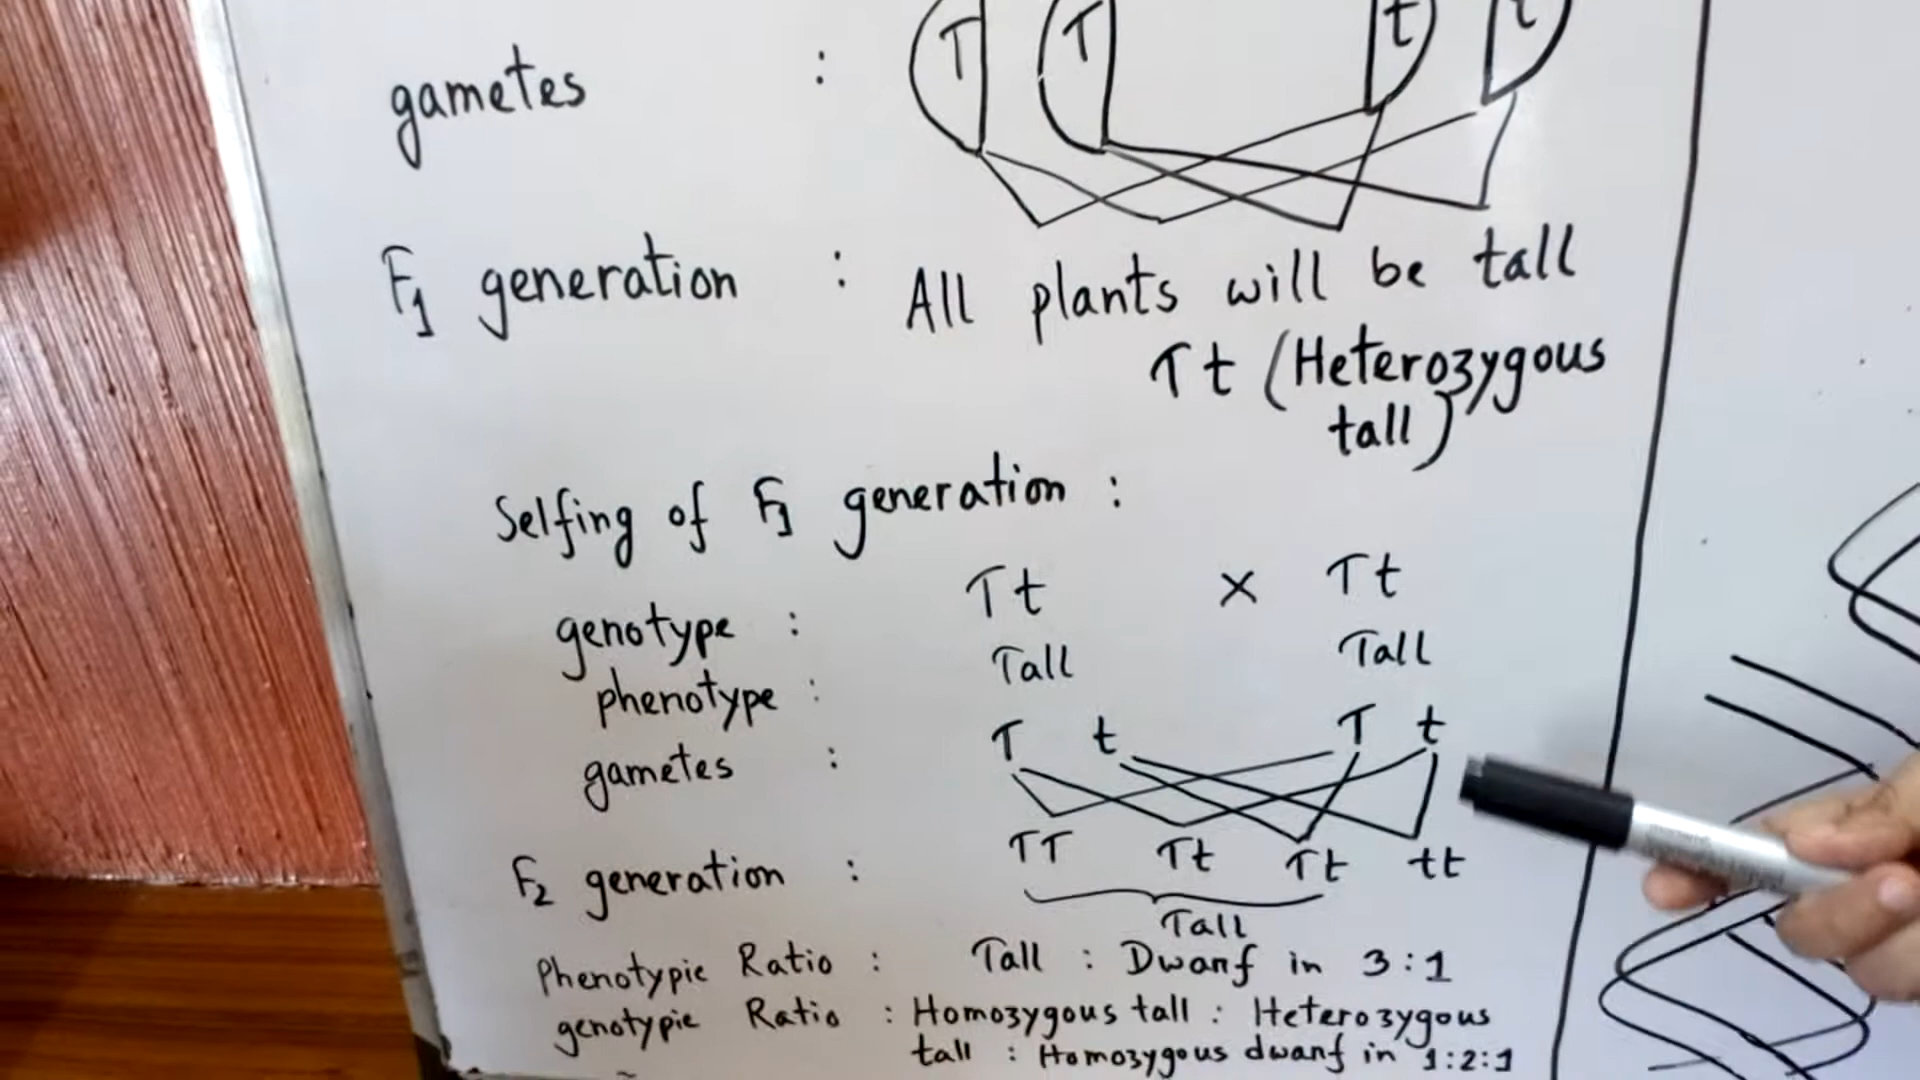 T T t t
gametes :
F1 generation : All plants will be tall
Tt (Heterozygous
tall)
Selfing of F1 generation :
genotype : Tt x Tt
phenotype : Tall Tall
gametes : T t T t
F2 generation : TT Tt Tt tt
Tall
Phenotypic Ratio : Tall : Dwarf in 3:1
genotypic Ratio : Homozygous tall : Heterozygous
tall : Homozygous dwarf in 1:2:1